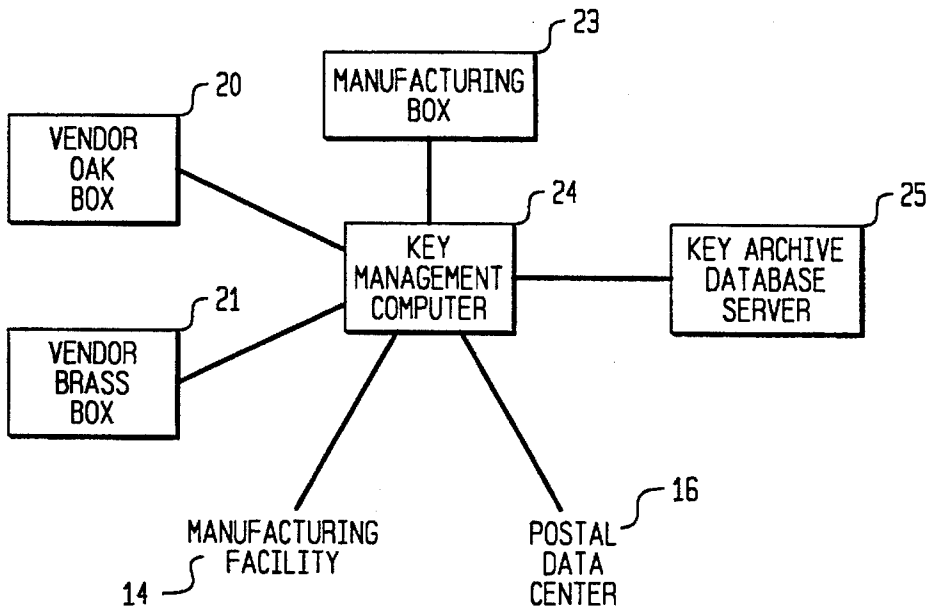 23
MANUFACTURING
BOX
20
VENDOR
OAK
BOX
24
KEY
MANAGEMENT
COMPUTER
25
KEY ARCHIVE
DATABASE
SERVER
21
VENDOR
BRASS
BOX
MANUFACTURING
FACILITY
14
16
POSTAL
DATA
CENTER